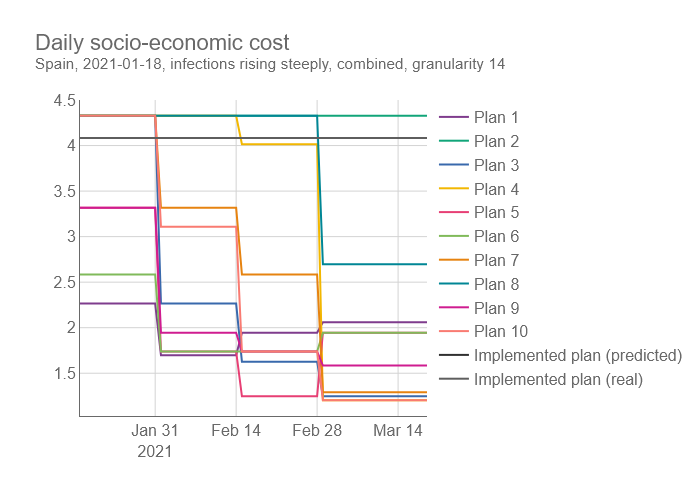 Daily socio-economic cost
Spain, 2021-01-18, infections rising steeply, combined, granularity 14
4.5
4
3.5
3
2.5
2
1.5
Jan 31
2021
Feb 14
Feb 28
Mar 14
Plan 1
Plan 2
Plan 3
Plan 4
Plan 5
Plan 6
Plan 7
Plan 8
Plan 9
Plan 10
Implemented plan (predicted)
Implemented plan (real)